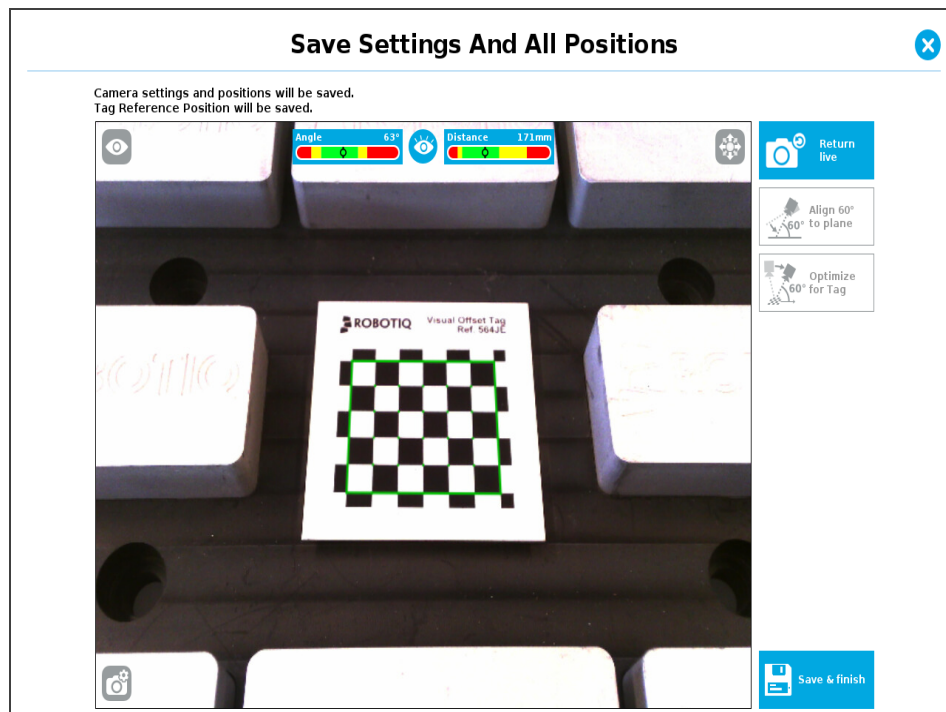 Save Settings And All Positions
Camera settings and positions will be saved.
Tag Reference Position will be saved.
Angle 63°
Distance 171mm
Return
live
Align 60°
to plane
60°
Optimize
for Tag
60°
ROBOTIQ
Visual Offset Tag
Ref. 564JE
Save & finish